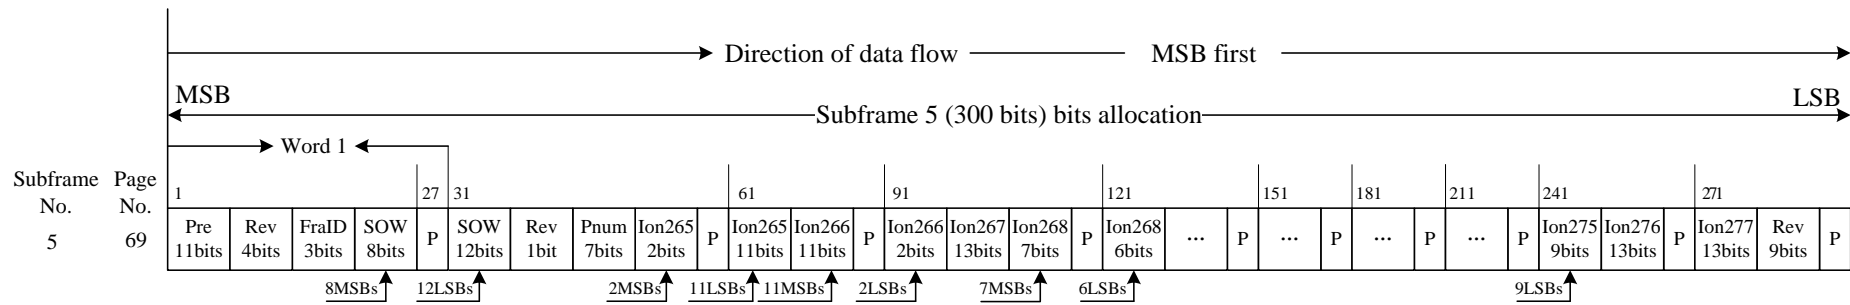 Direction of data flow MSB first
MSB LSB
Subframe 5 (300 bits) bits allocation
Word 1
Subframe No. Page No. 1 27 31 61 91 121 151 181 211 241 271
5 69 Pre 11bits Rev 4bits FraID 3bits SOW 8bits P SOW 12bits Rev 1bit Pnum 7bits Ion265 2bits P Ion265 11bits Ion266 11bits P Ion266 2bits Ion267 13bits Ion268 7bits P Ion268 6bits ... P ... P ... P ... P Ion275 9bits Ion276 13bits P Ion277 13bits Rev 9bits P
8MSBs 12LSBs 2MSBs 11LSBs 11MSBs 2LSBs 7MSBs 6LSBs 9LSBs